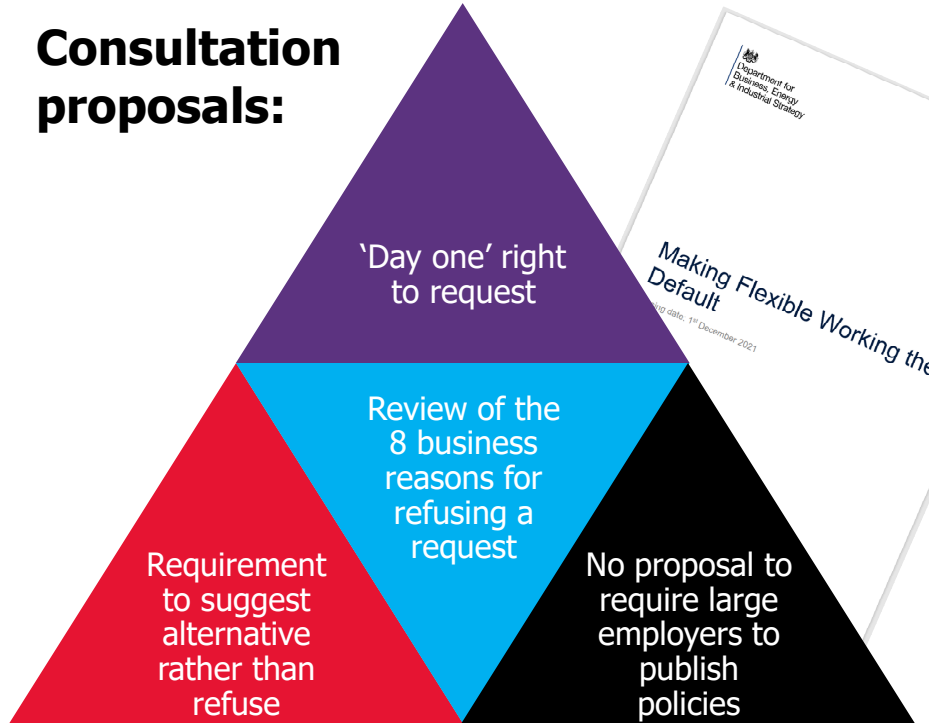 Consultation
proposals:
Department for
Business, Energy
& Industrial Strategy
Making Flexible Working the
Default
date, 1st December 2021
‘Day one’ right
to request
Review of the
8 business
reasons for
refusing a
request
Requirement
to suggest
alternative
rather than
refuse
No proposal to
require large
employers to
publish
policies